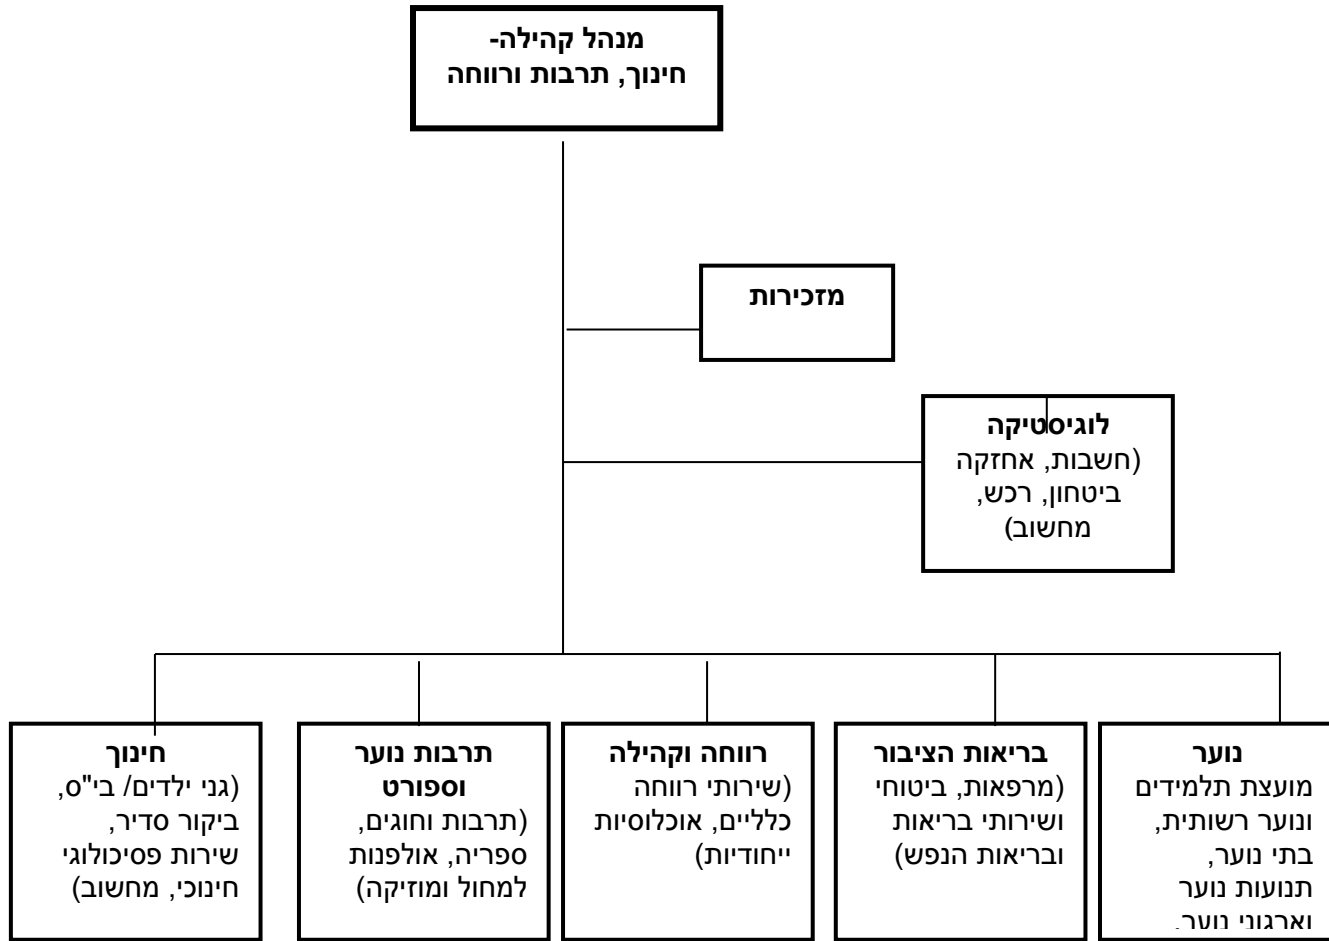 מנהל קהילה-
חינוך, תרבות ורווחה
מזכירות
לוגיסטיקה
(חשבות, אחזקה
ביטחון, רכש,
מחשוב)
נוער
מועצת תלמידים
ונוער רשותית,
בתי נוער,
תנועות נוער
וארגוני נוער.
בריאות הציבור
(מרפאות, ביטוחי
ושירותי בריאות
ובריאות הנפש)
רווחה וקהילה
(שירותי רווחה
כלליים, אוכלוסיות
ייחודיות)
תרבות נוער
וספורט
(תרבות וחוגים,
ספריה, אולפנות
למחול ומוזיקה)
חינוך
(גני ילדים/ בי"ס,
ביקור סדיר,
שירות פסיכולוגי
חינוכי, מחשוב)